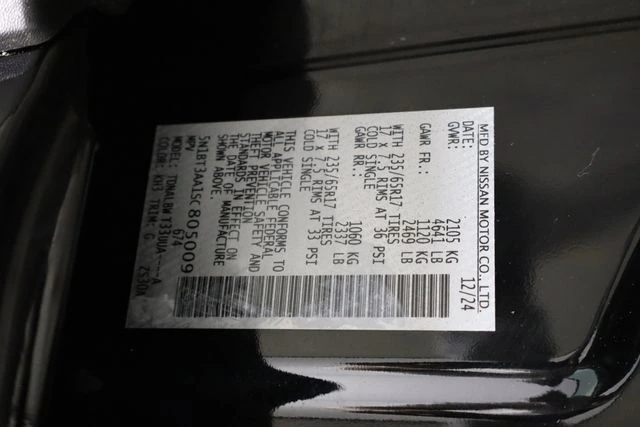 MFD BY NISSAN MOTOR CO., LTD.
DATE: 12/24
GVWR: 2105 KG
4641 LB
GAWR FR.: 1120 KG
2469 LB
WITH 235/65R17 TIRES
17 X 7.5 RIMS AT 36 PSI
COLD SINGLE
GAWR RR.: 1060 KG
2337 LB
WITH 235/65R17 TIRES
17 X 7.5 RIMS AT 33 PSI
COLD SINGLE
THIS VEHICLE CONFORMS TO
ALL APPLICABLE FEDERAL
MOTOR VEHICLE SAFETY AND
THEFT PREVENTION
STANDARDS IN EFFECT ON
THE DATE OF MANUFACTURE
SHOWN ABOVE.
5N1BT3AA1SC805009
MPV 674
MODEL:
COLOR: KH3 TRIM: G